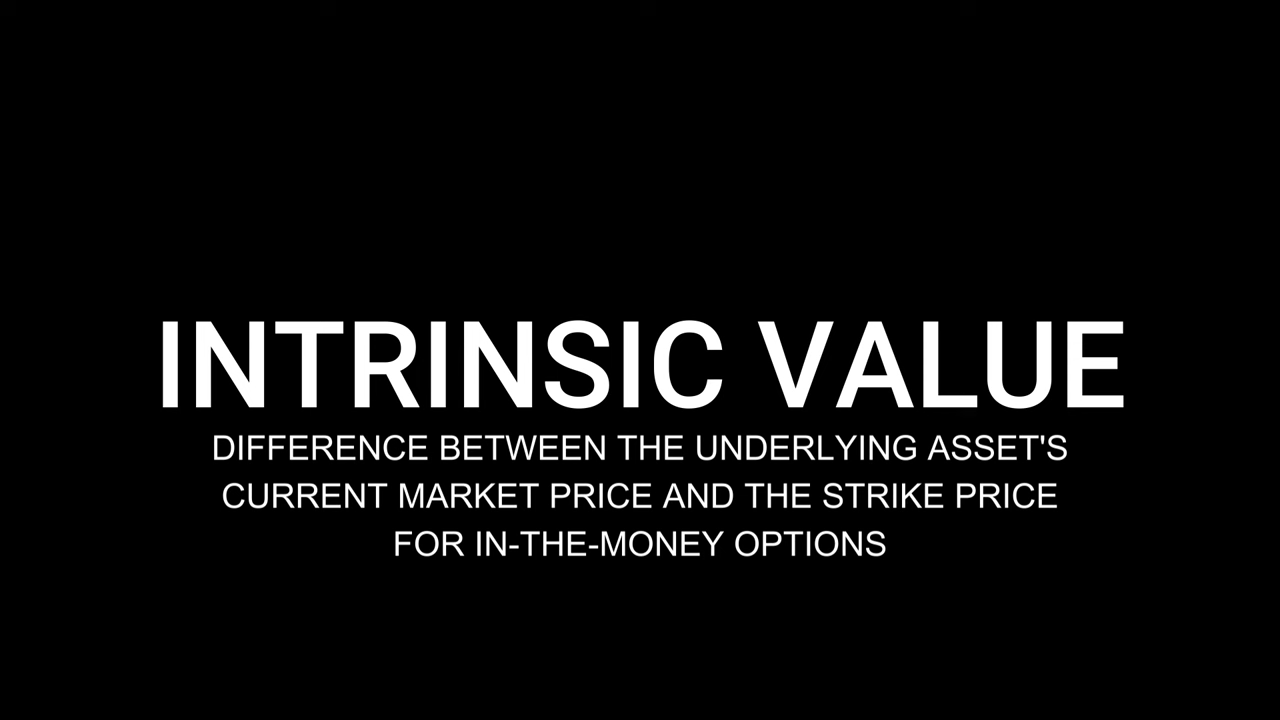 INTRINSIC VALUE
DIFFERENCE BETWEEN THE UNDERLYING ASSET'S
CURRENT MARKET PRICE AND THE STRIKE PRICE
FOR IN-THE-MONEY OPTIONS